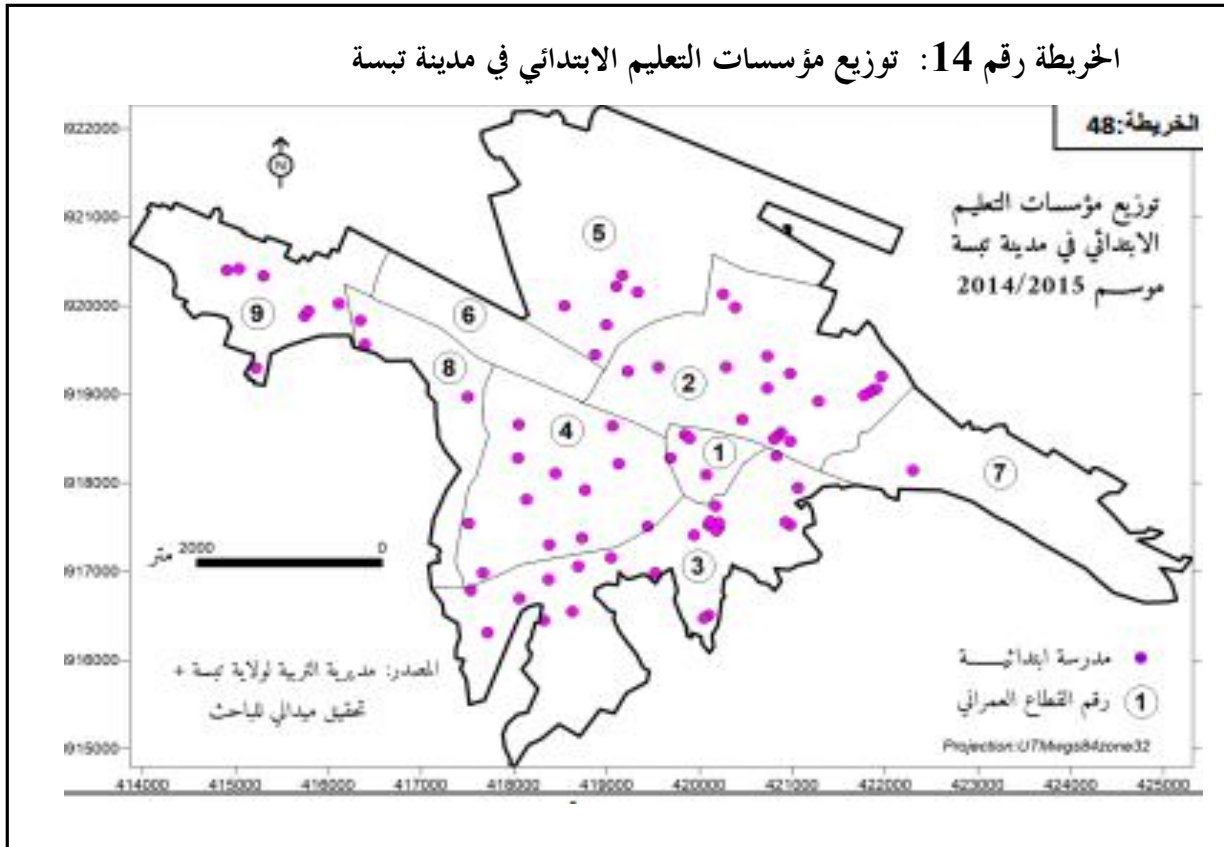 الخريطة رقم 14: توزيع مؤسسات التعليم الابتدائي في مدينة تبسة
الخريطة:48
توزيع مؤسسات التعليم
الابتدائي في مدينة تبسة
موسم 2014/2015
N
922000
921000
920000
919000
918000
917000
916000
915000
5
9
6
2
8
4
1
7
3
متر 2000 0
مدرسة ابتدائية
1 رقم القطاع العمراني
Projection:UTMwgs84zone32
المصدر: مديرية التربية لولاية تبسة +
تحقيق ميداني للباحث
414000 415000 416000 417000 418000 419000 420000 421000 422000 423000 424000 425000